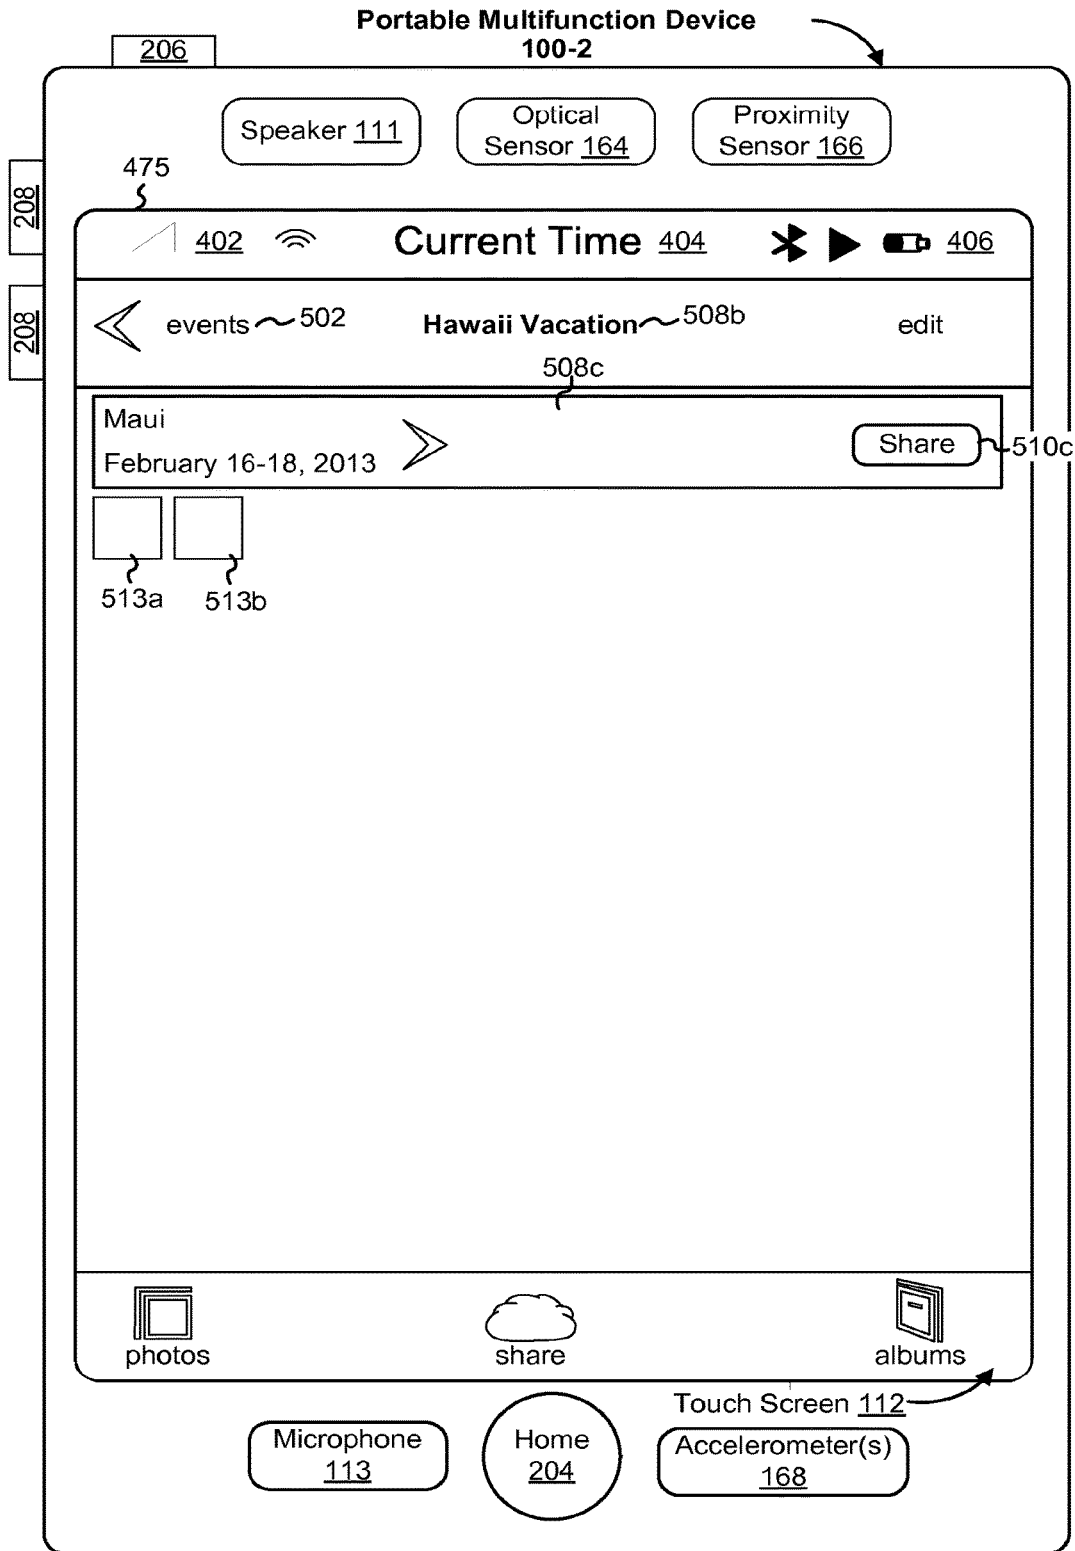 Portable Multifunction Device
100-2
206
Speaker 111
Optical
Sensor 164
Proximity
Sensor 166
208
475
402
Current Time 404
406
208
events 502
Hawaii Vacation 508b
edit
508c
Maui
February 16-18, 2013
Share
510c
513a
513b
photos
share
albums
Touch Screen 112
Microphone
113
Home
204
Accelerometer(s)
168